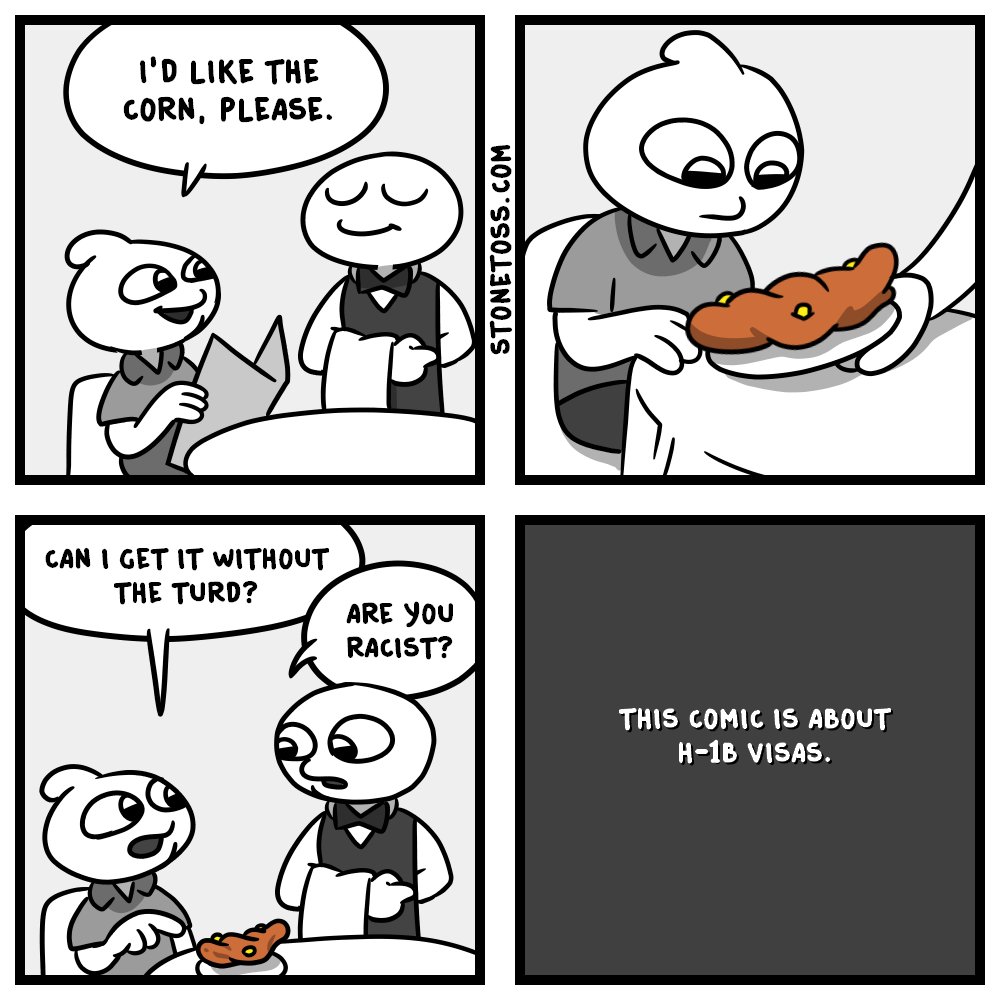 I'D LIKE THE
CORN, PLEASE.
STONETOSS.COM
CAN I GET IT WITHOUT
THE TURD?
ARE YOU
RACIST?
THIS COMIC IS ABOUT
H-1B VISAS.